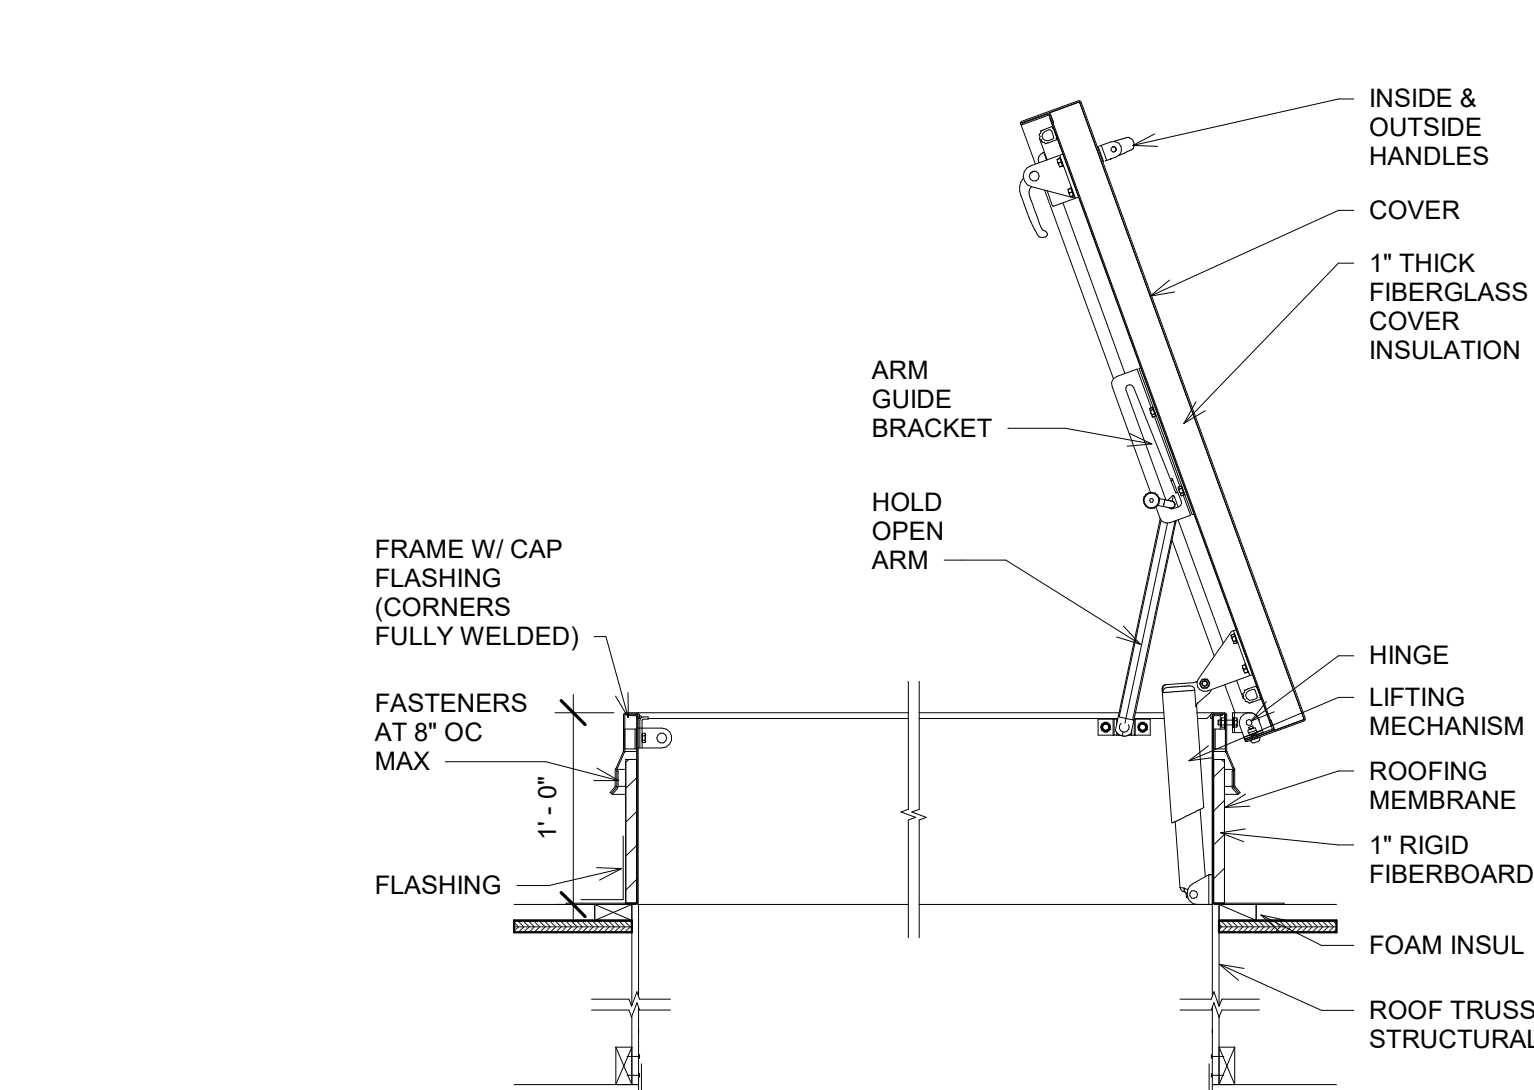 INSIDE &
OUTSIDE
HANDLES
COVER
1" THICK
FIBERGLASS
COVER
INSULATION
ARM
GUIDE
BRACKET
HOLD
OPEN
ARM
FRAME W/ CAP
FLASHING
(CORNERS
FULLY WELDED)
FASTENERS
AT 8" OC
MAX
1' - 0"
FLASHING
HINGE
LIFTING
MECHANISM
ROOFING
MEMBRANE
1" RIGID
FIBERBOARD
FOAM INSUL
ROOF TRUSS
STRUCTURAL